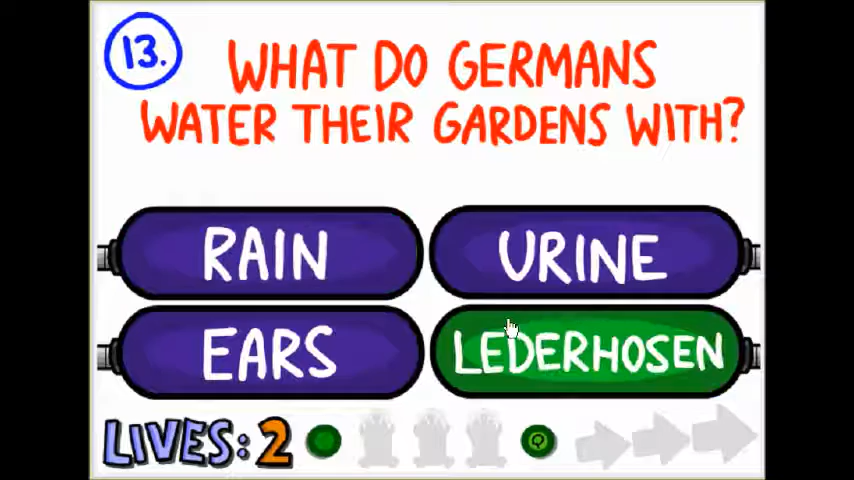 13.
WHAT DO GERMANS
WATER THEIR GARDENS WITH?
RAIN
URINE
EARS
LEDERHOSEN
LIVES: 2